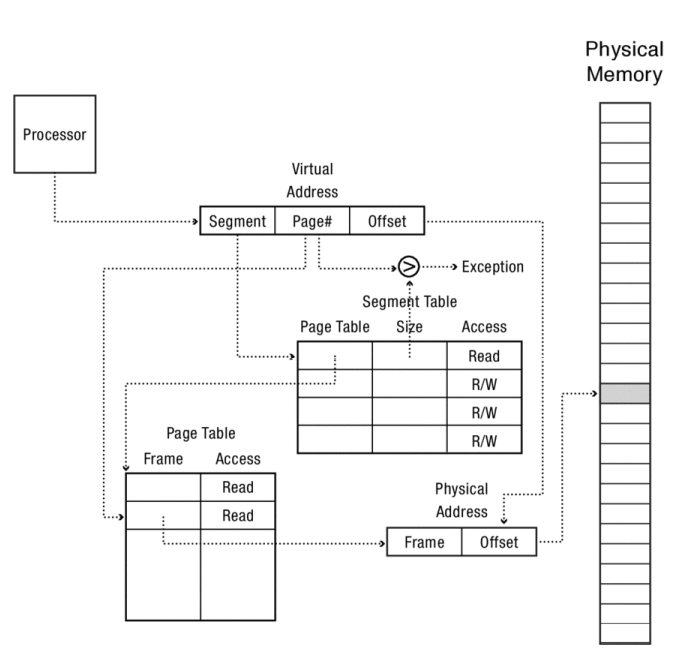 Physical
Memory
Processor
Virtual
Address
Segment Page# Offset
> Exception
Segment Table
Page Table Size Access
Read
R/W
R/W
R/W
Page Table
Frame Access
Read
Read
Physical
Address
Frame Offset